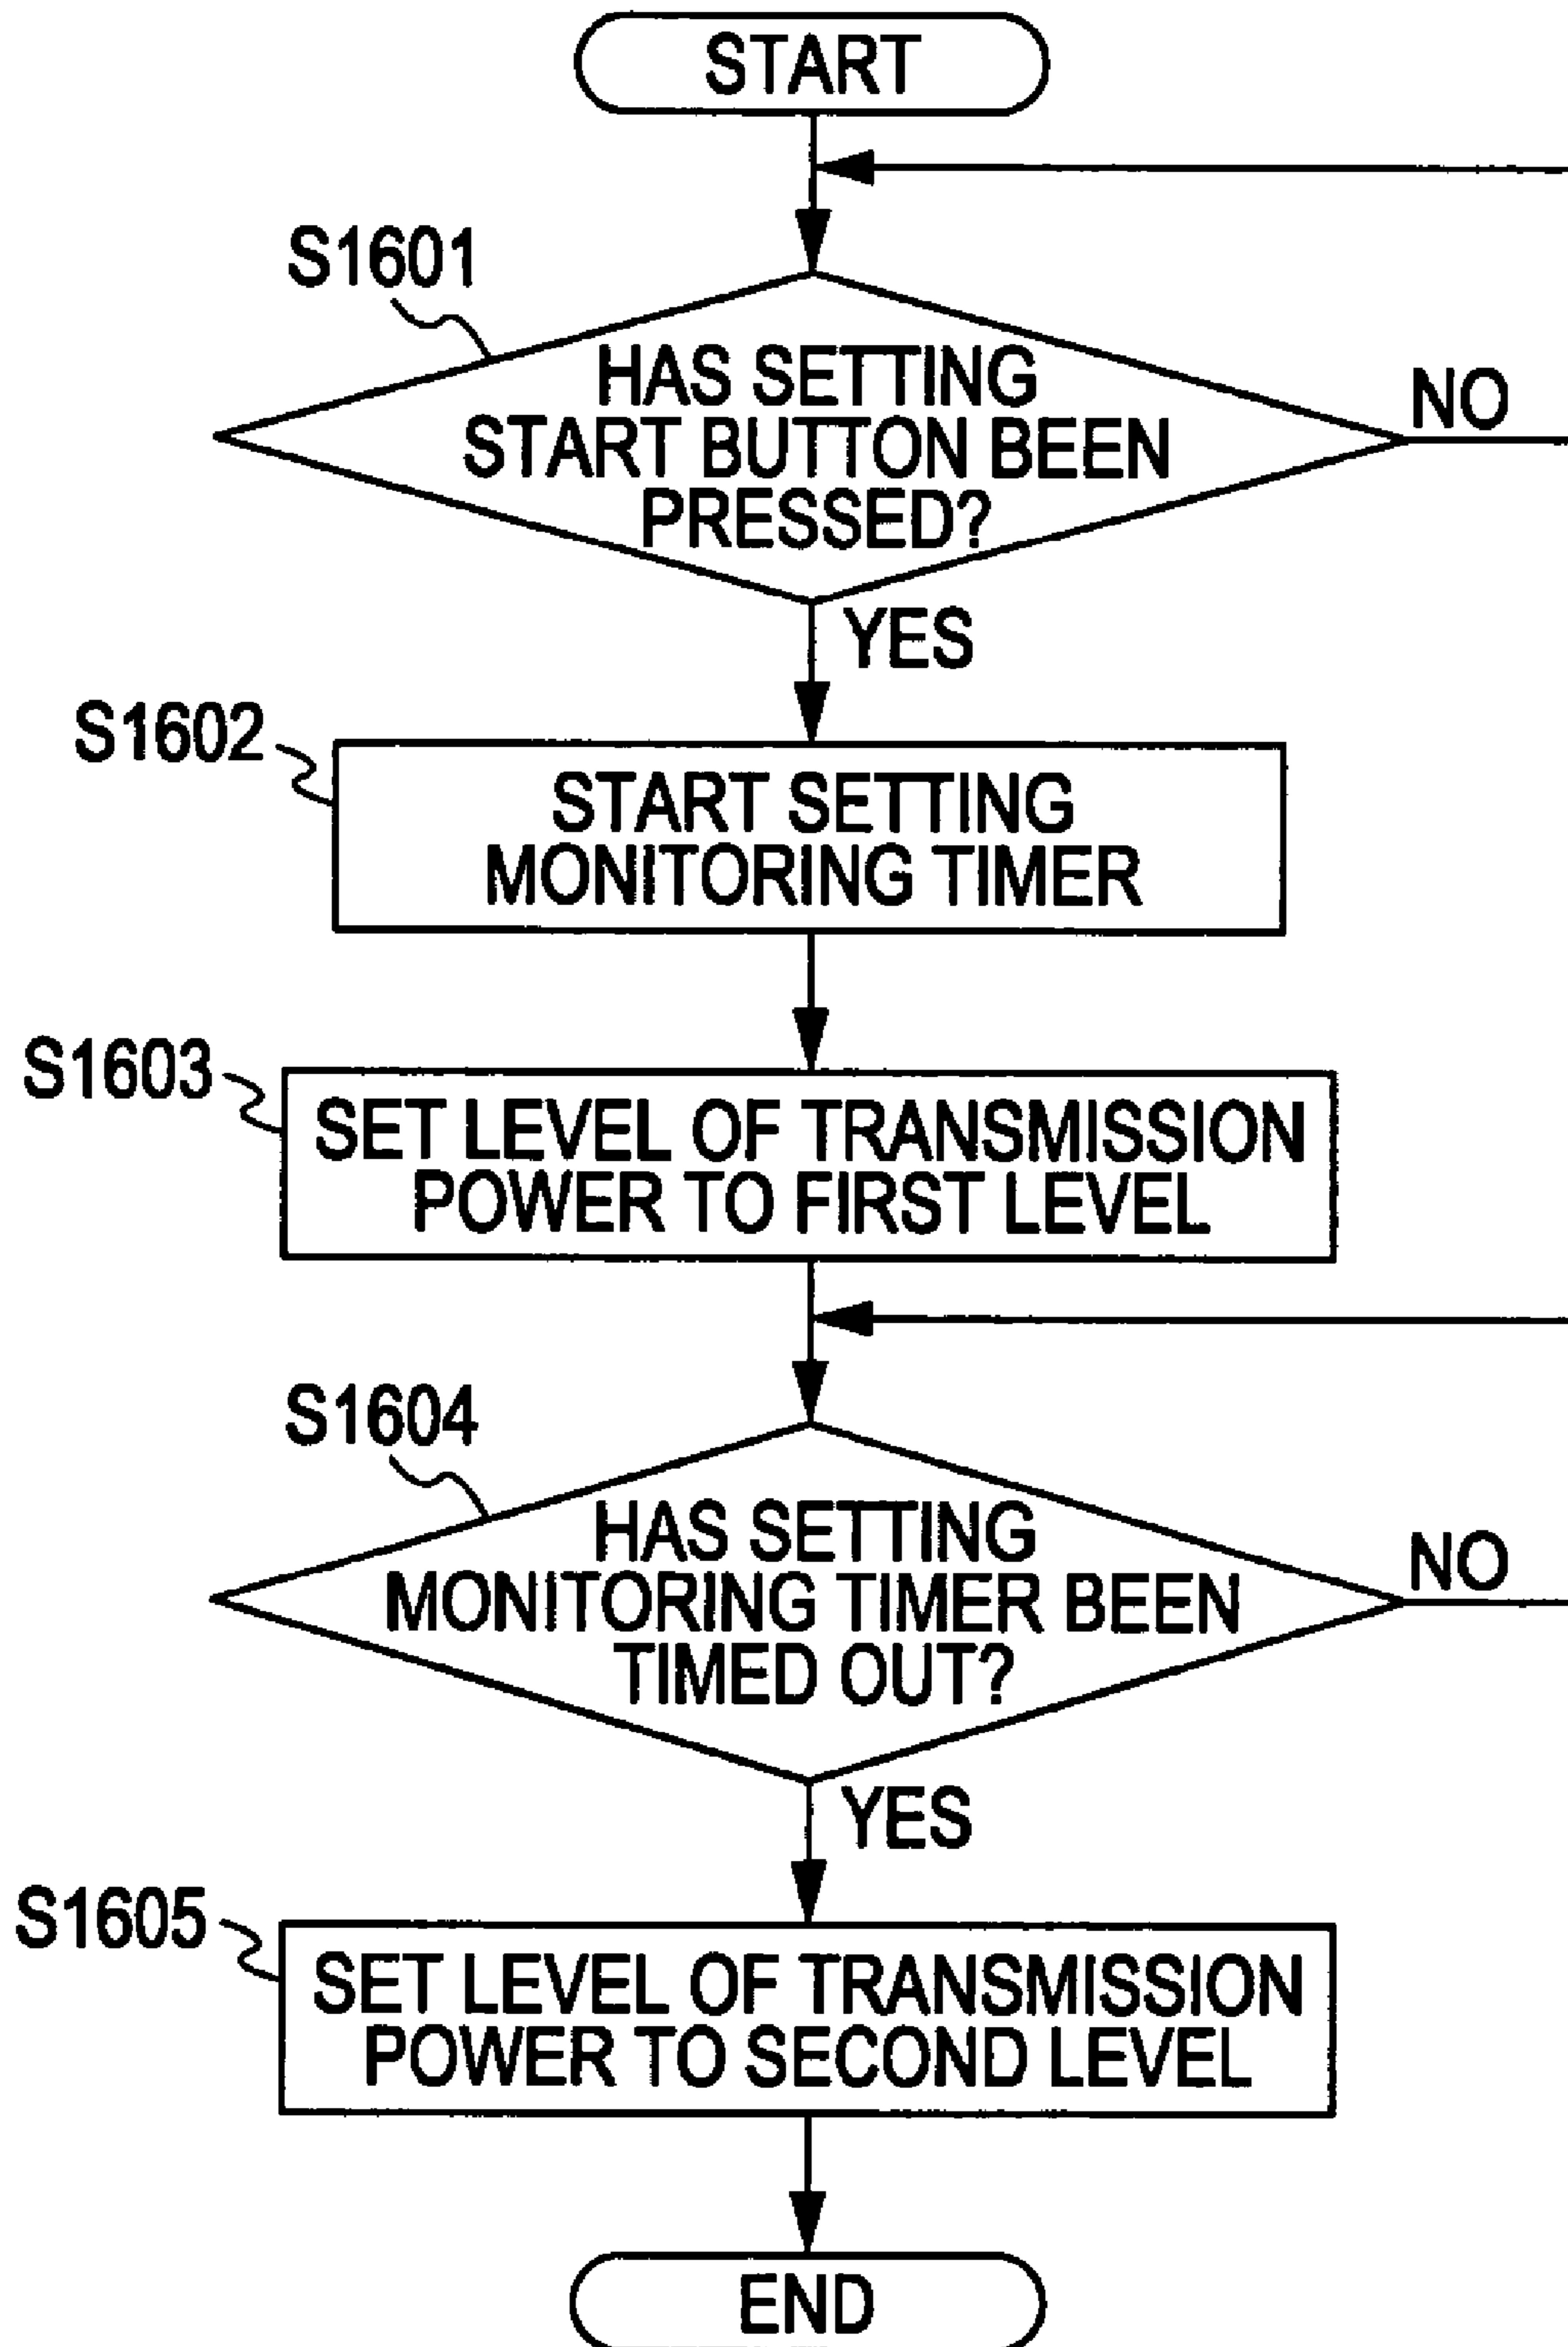 START
S1601
HAS SETTING
START BUTTON BEEN
PRESSED?
NO
YES
S1602
START SETTING
MONITORING TIMER
S1603
SET LEVEL OF TRANSMISSION
POWER TO FIRST LEVEL
S1604
HAS SETTING
MONITORING TIMER BEEN
TIMED OUT?
NO
YES
S1605
SET LEVEL OF TRANSMISSION
POWER TO SECOND LEVEL
END